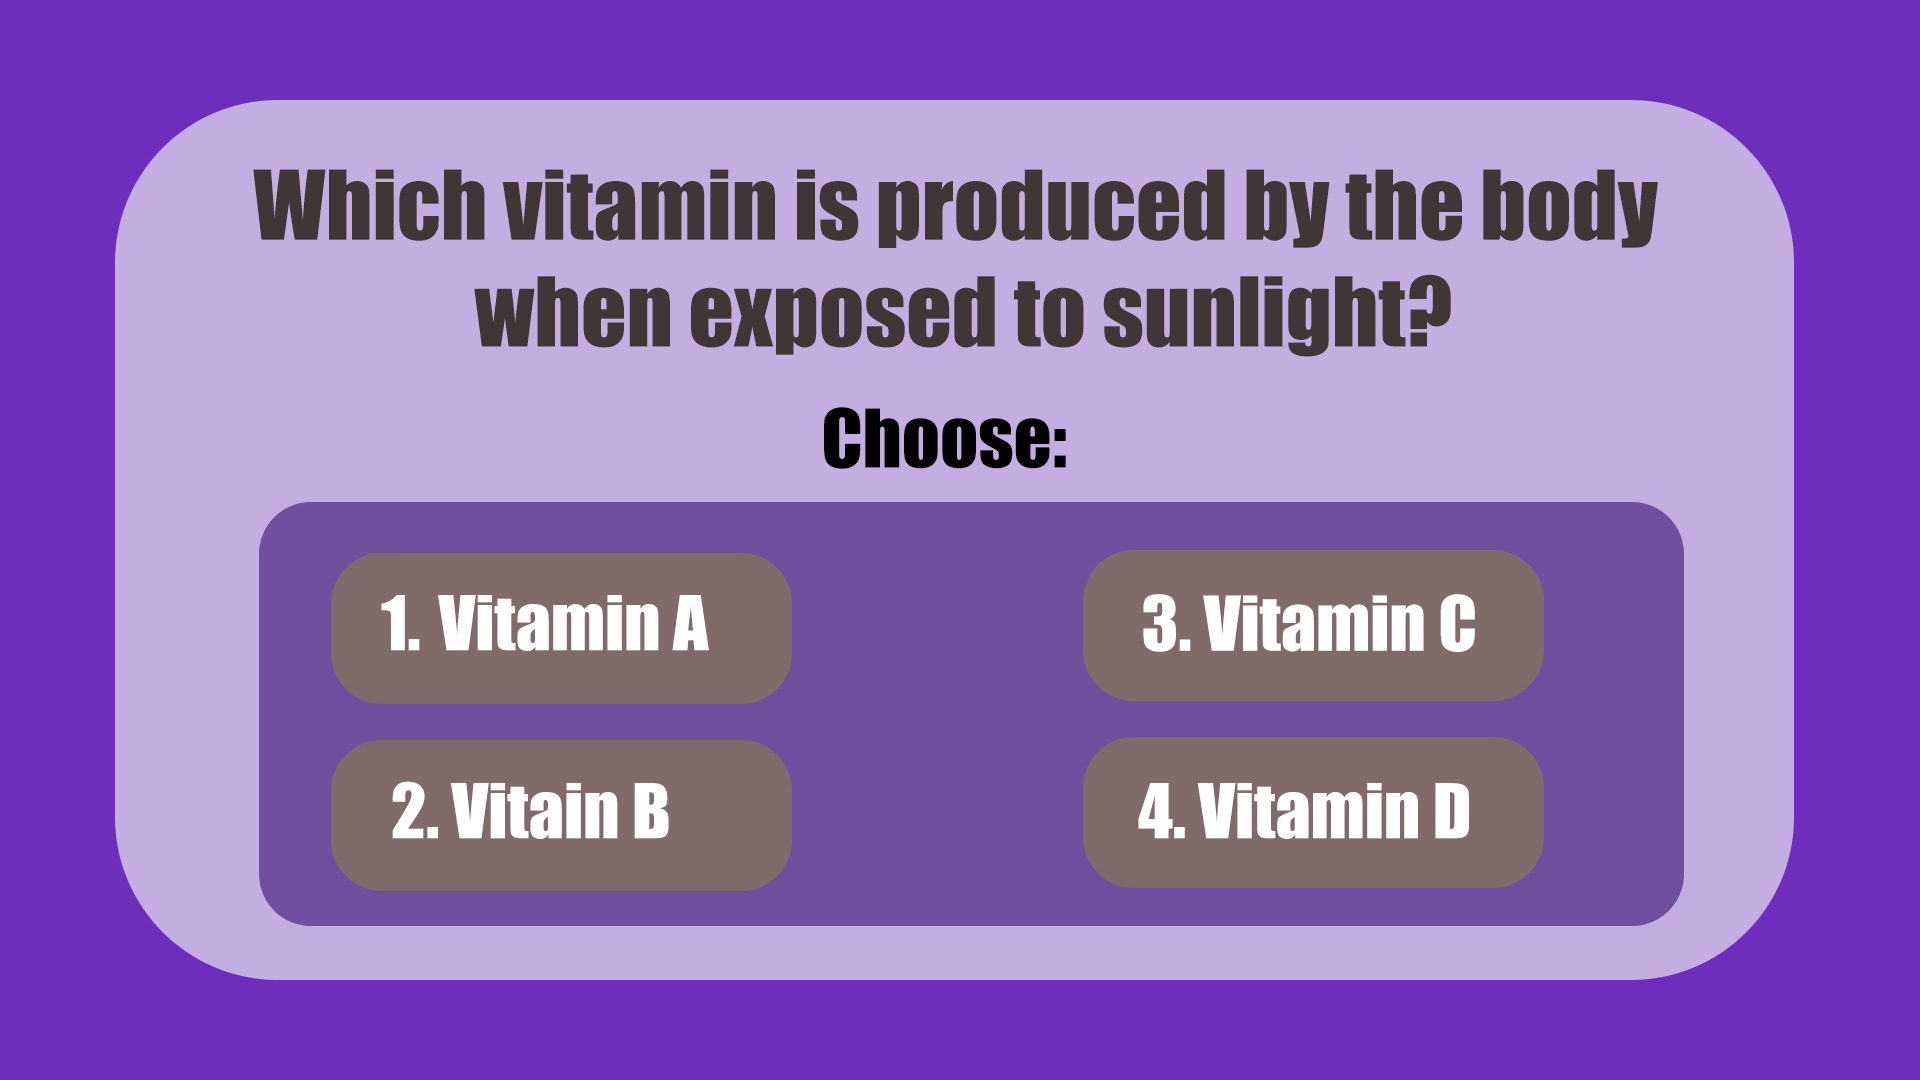 Which vitamin is produced by the body
when exposed to sunlight?
Choose:
1. Vitamin A
2. Vitain B
3. Vitamin C
4. Vitamin D